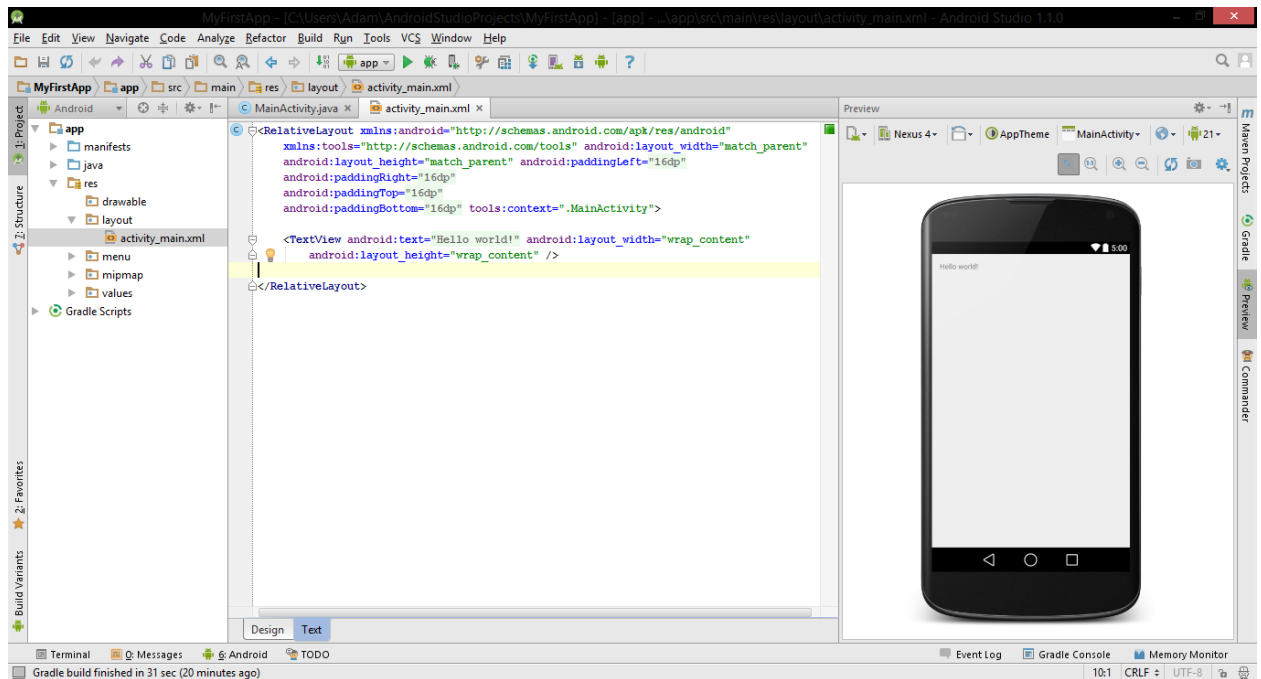 MyFirstApp - [C:\Users\Adam\AndroidStudioProjects\MyFirstApp] - [app] - ...\app\src\main\res\layout\activity_main.xml - Android Studio 1.1.0
File Edit View Navigate Code Analyze Refactor Build Run Tools VCS Window Help
app
MyFirstApp app src main res layout activity_main.xml
1: Project
2: Structure
2: Favorites
Build Variants
Android
app
manifests
java
res
drawable
layout
activity_main.xml
menu
mipmap
values
Gradle Scripts
MainActivity.java activity_main.xml
<RelativeLayout xmlns:android="http://schemas.android.com/apk/res/android"
xmlns:tools="http://schemas.android.com/tools" android:layout_width="match_parent"
android:layout_height="match_parent" android:paddingLeft="16dp"
android:paddingRight="16dp"
android:paddingTop="16dp"
android:paddingBottom="16dp" tools:context=".MainActivity">
<TextView android:text="Hello world!" android:layout_width="wrap_content"
android:layout_height="wrap_content" />
</RelativeLayout>
Design Text
Preview
Nexus 4 AppTheme MainActivity 21
5:00
Hello world!
m Maven Projects
Gradle
Preview
Commander
Terminal 0: Messages 6: Android TODO Event Log Gradle Console Memory Monitor
Gradle build finished in 31 sec (20 minutes ago) 10:1 CRLF UTF-8